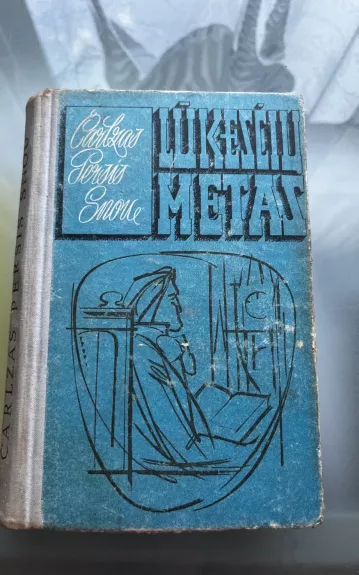 Čarlzas
Persis
Snou
LŪKESČIŲ
METAS
ČARLZAS PERSIS SNOU